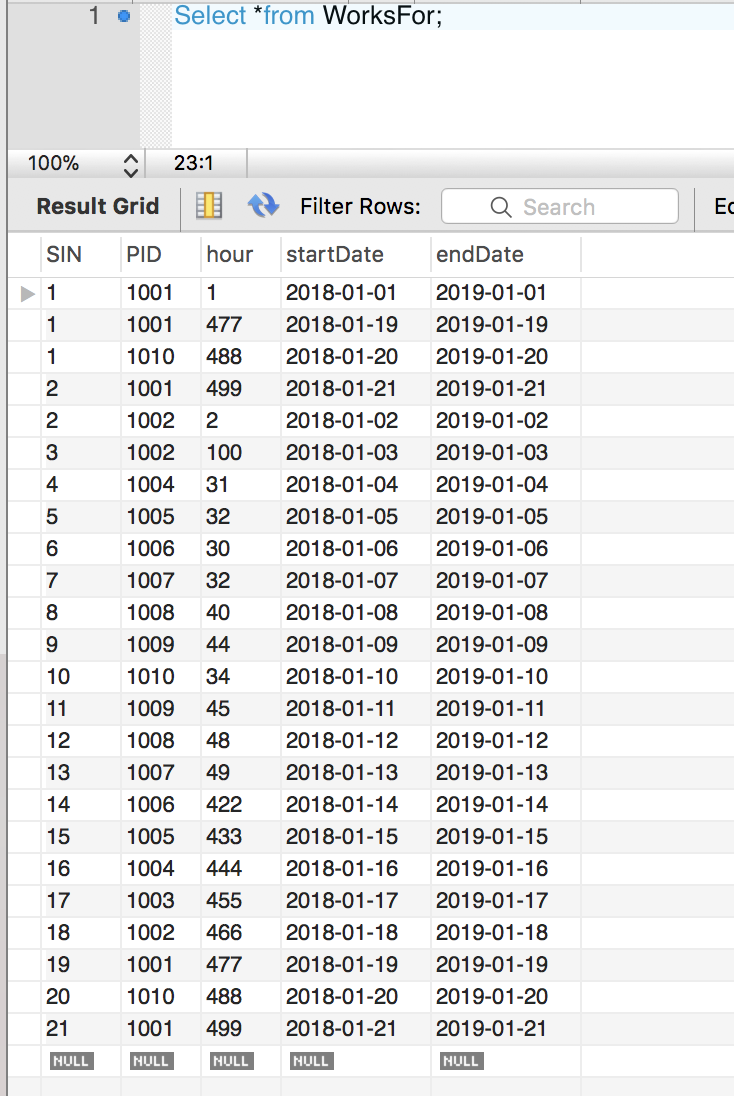 1 Select *from WorksFor;
100% 23:1
Result Grid Filter Rows: Search Ec
SIN PID hour startDate endDate
1 1001 1 2018-01-01 2019-01-01
1 1001 477 2018-01-19 2019-01-19
1 1010 488 2018-01-20 2019-01-20
2 1001 499 2018-01-21 2019-01-21
2 1002 2 2018-01-02 2019-01-02
3 1002 100 2018-01-03 2019-01-03
4 1004 31 2018-01-04 2019-01-04
5 1005 32 2018-01-05 2019-01-05
6 1006 30 2018-01-06 2019-01-06
7 1007 32 2018-01-07 2019-01-07
8 1008 40 2018-01-08 2019-01-08
9 1009 44 2018-01-09 2019-01-09
10 1010 34 2018-01-10 2019-01-10
11 1009 45 2018-01-11 2019-01-11
12 1008 48 2018-01-12 2019-01-12
13 1007 49 2018-01-13 2019-01-13
14 1006 422 2018-01-14 2019-01-14
15 1005 433 2018-01-15 2019-01-15
16 1004 444 2018-01-16 2019-01-16
17 1003 455 2018-01-17 2019-01-17
18 1002 466 2018-01-18 2019-01-18
19 1001 477 2018-01-19 2019-01-19
20 1010 488 2018-01-20 2019-01-20
21 1001 499 2018-01-21 2019-01-21
NULL NULL NULL NULL NULL